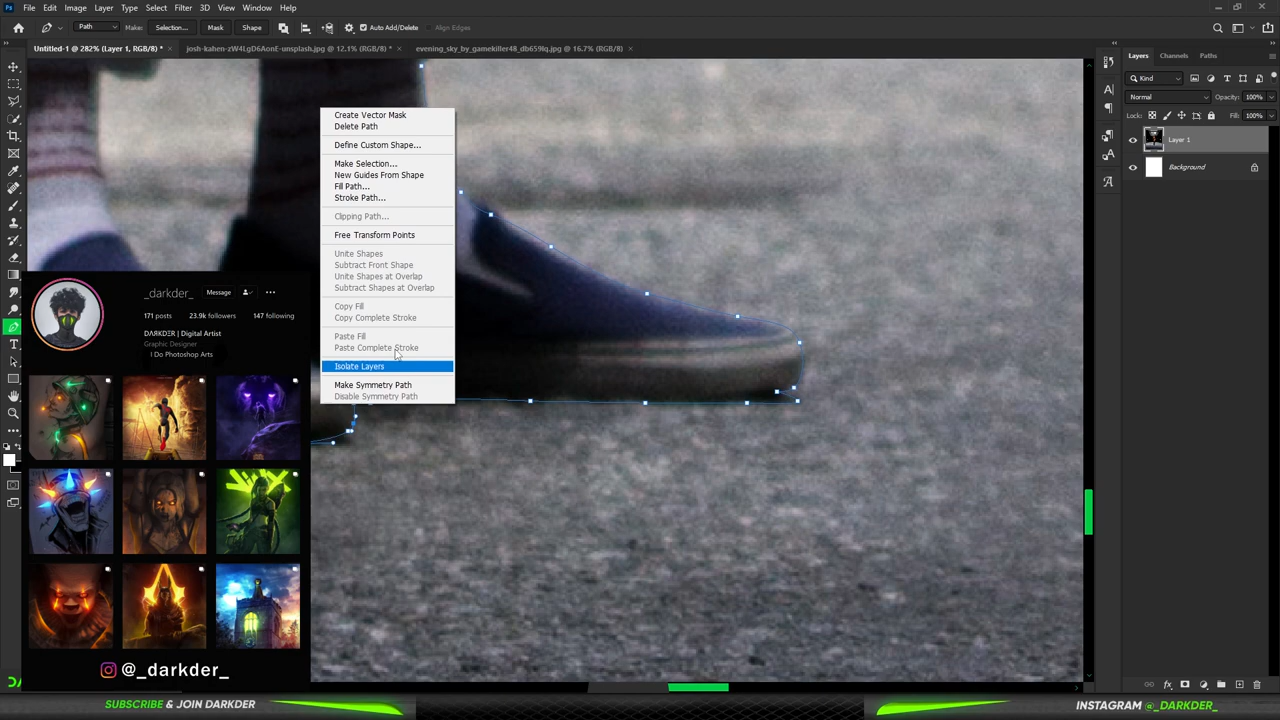 File Edit Image Layer Type Select Filter 3D View Window Help
Path Make: Selection... Mask Shape Auto Add/Delete Align Edges
Untitled-1 @ 282% (Layer 1, RGB/8) * × josh-kahen-zW4LgD6AonE-unsplash.jpg @ 12.1% (RGB/8) * × evening_sky_by_gamekiller48_db659lq.jpg @ 16.7% (RGB/8) ×
Create Vector Mask
Delete Path
Define Custom Shape...
Make Selection...
New Guides From Shape
Fill Path...
Stroke Path...
Clipping Path...
Free Transform Points
Unite Shapes
Subtract Front Shape
Unite Shapes at Overlap
Subtract Shapes at Overlap
Copy Fill
Copy Complete Stroke
Paste Fill
Paste Complete Stroke
Isolate Layers
Make Symmetry Path
Disable Symmetry Path
Layers Channels Paths
Kind
Normal Opacity: 100%
Lock: Fill: 100%
Layer 1
Background
_darkder_ Message
171 posts 23.9k followers 147 following
DΛRKDΞR | Digital Artist
Graphic Designer
I Do Photoshop Arts
@_darkder_
SUBSCRIBE & JOIN DARKDER
INSTAGRAM @_DARKDER_